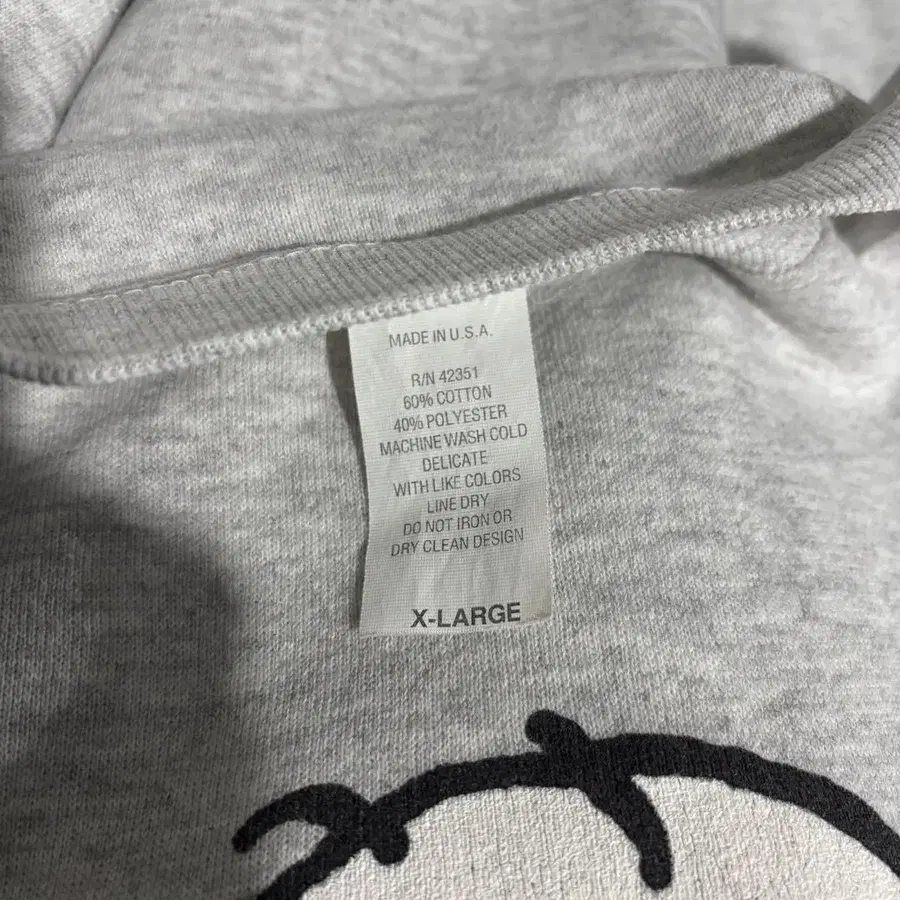 MADE IN U.S.A.
R/N 42351
60% COTTON
40% POLYESTER
MACHINE WASH COLD
DELICATE
WITH LIKE COLORS
LINE DRY
DO NOT IRON OR
DRY CLEAN DESIGN
X-LARGE